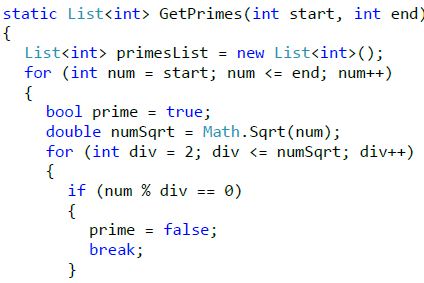 static List<int> GetPrimes(int start, int end)
{
List<int> primesList = new List<int>();
for (int num = start; num <= end; num++)
{
bool prime = true;
double numSqrt = Math.Sqrt(num);
for (int div = 2; div <= numSqrt; div++)
{
if (num % div == 0)
{
prime = false;
break;
}